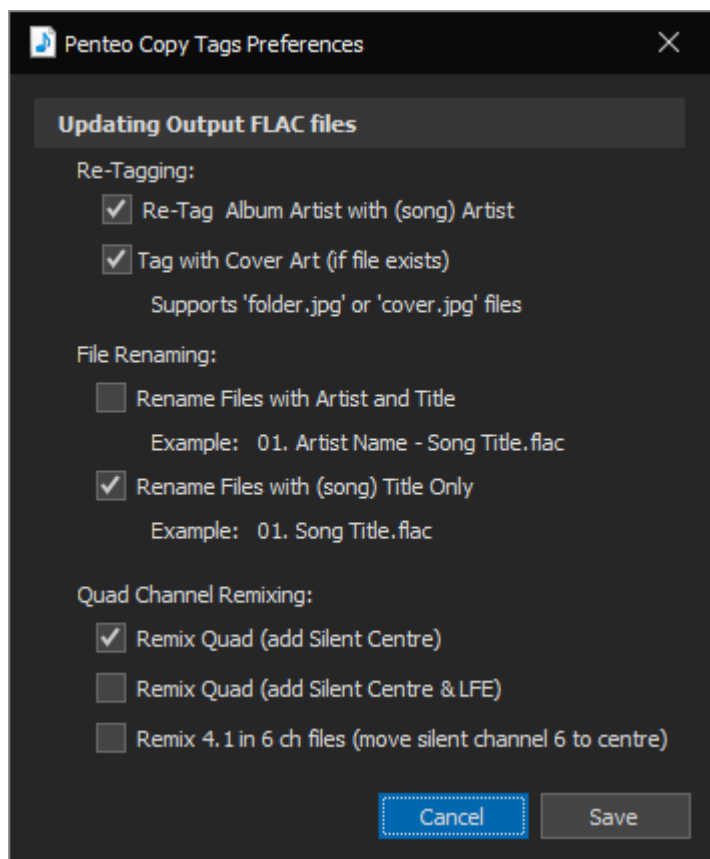 Penteo Copy Tags Preferences
Updating Output FLAC files
Re-Tagging:
Re-Tag Album Artist with (song) Artist
Tag with Cover Art (if file exists)
Supports 'folder.jpg' or 'cover.jpg' files
File Renaming:
Rename Files with Artist and Title
Example: 01. Artist Name - Song Title.flac
Rename Files with (song) Title Only
Example: 01. Song Title.flac
Quad Channel Remixing:
Remix Quad (add Silent Centre)
Remix Quad (add Silent Centre & LFE)
Remix 4.1 in 6 ch files (move silent channel 6 to centre)
Cancel Save